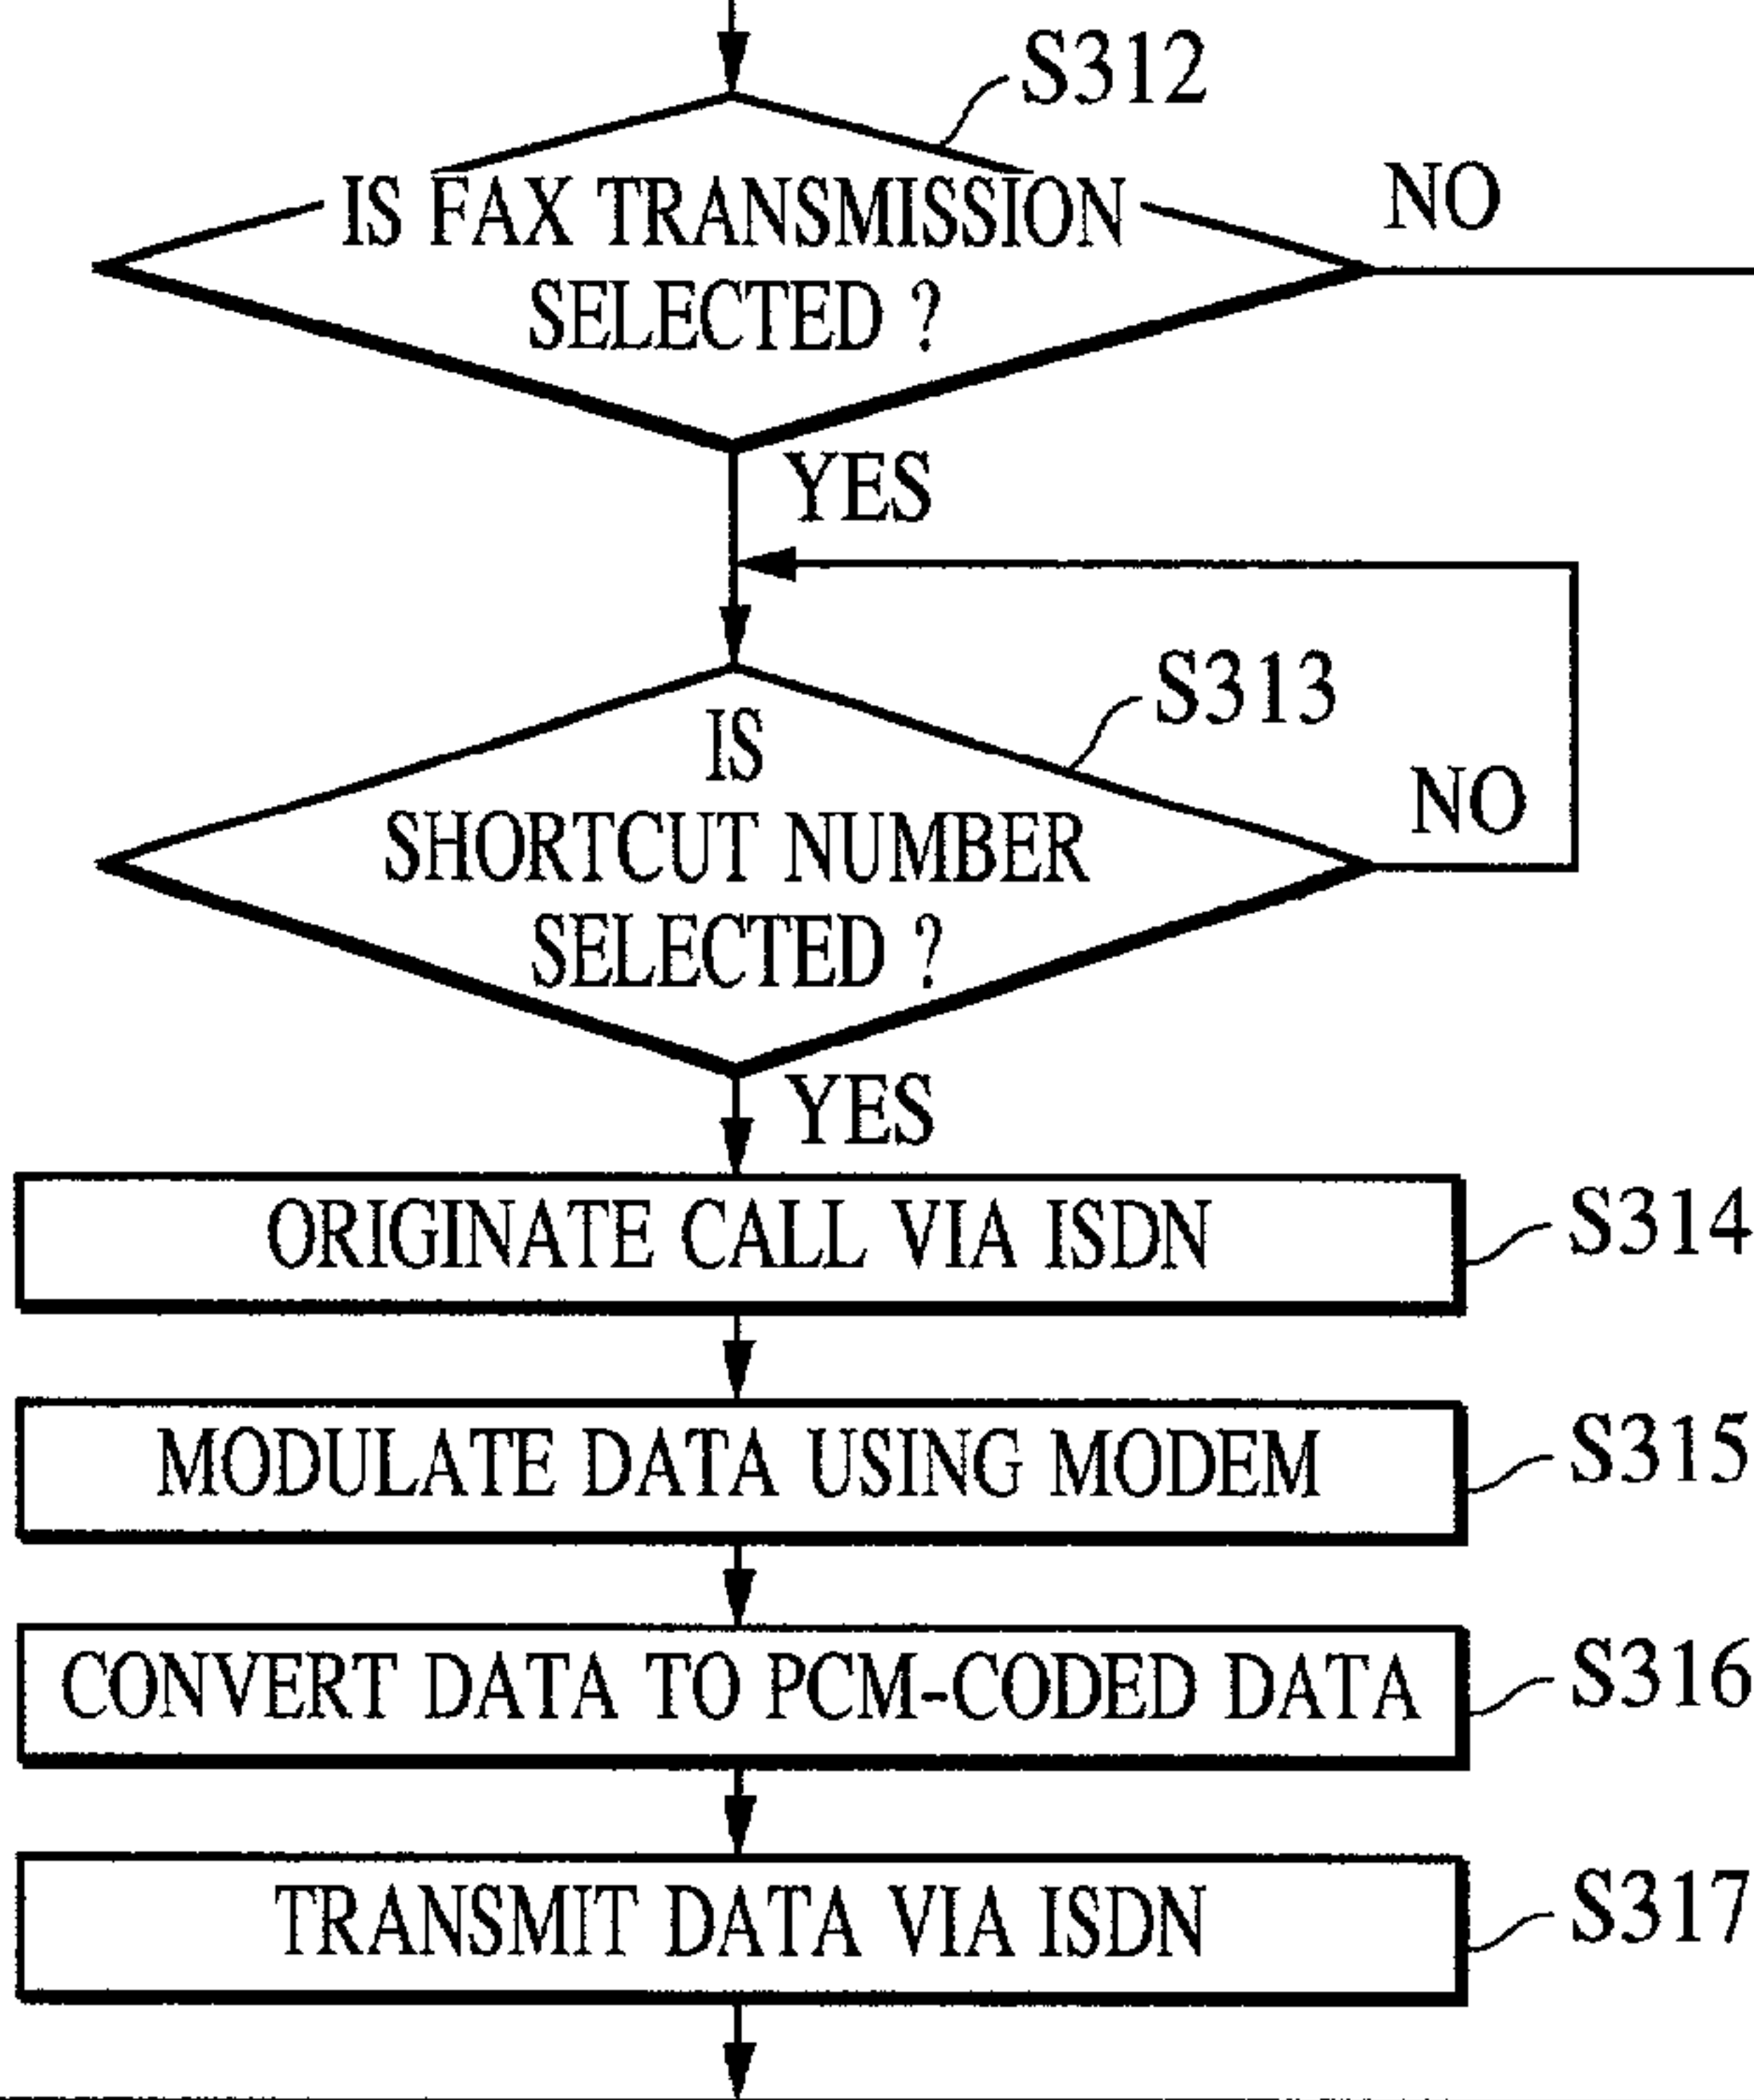 S312
IS FAX TRANSMISSION
SELECTED ?
NO
YES
S313
IS
SHORTCUT NUMBER
SELECTED ?
NO
YES
ORIGINATE CALL VIA ISDN
S314
MODULATE DATA USING MODEM
S315
CONVERT DATA TO PCM-CODED DATA
S316
TRANSMIT DATA VIA ISDN
S317